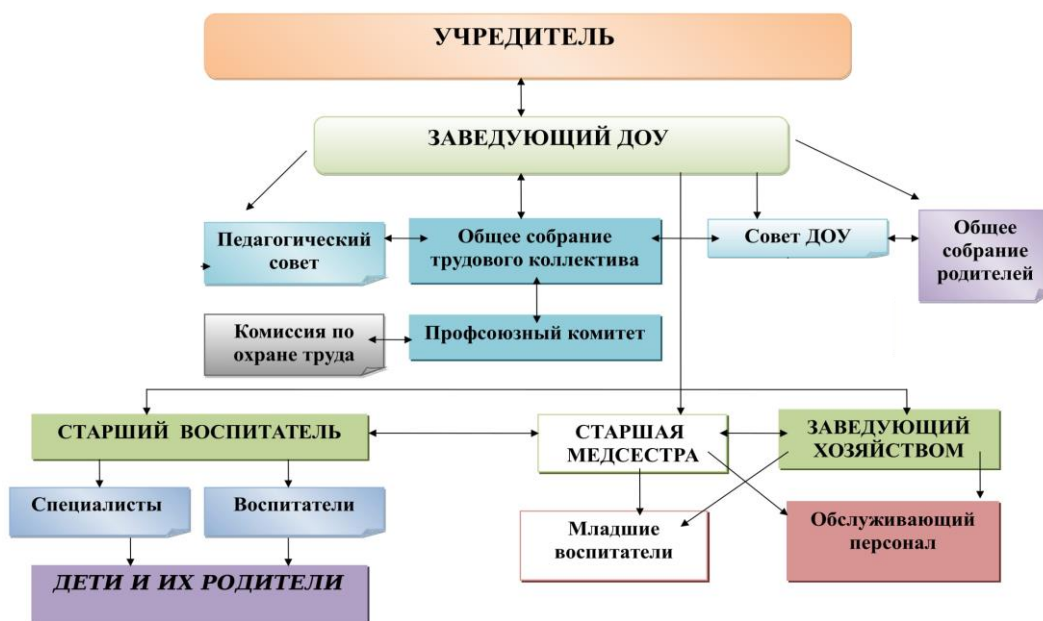 УЧРЕДИТЕЛЬ
ЗАВЕДУЮЩИЙ ДОУ
Педагогический
совет
Общее собрание
трудового коллектива
Совет ДОУ
Общее
собрание
родителей
Комиссия по
охране труда
Профсоюзный комитет
СТАРШИЙ ВОСПИТАТЕЛЬ
СТАРШАЯ
МЕДСЕСТРА
ЗАВЕДУЮЩИЙ
ХОЗЯЙСТВОМ
Специалисты
Воспитатели
Младшие
воспитатели
Обслуживающий
персонал
ДЕТИ И ИХ РОДИТЕЛИ